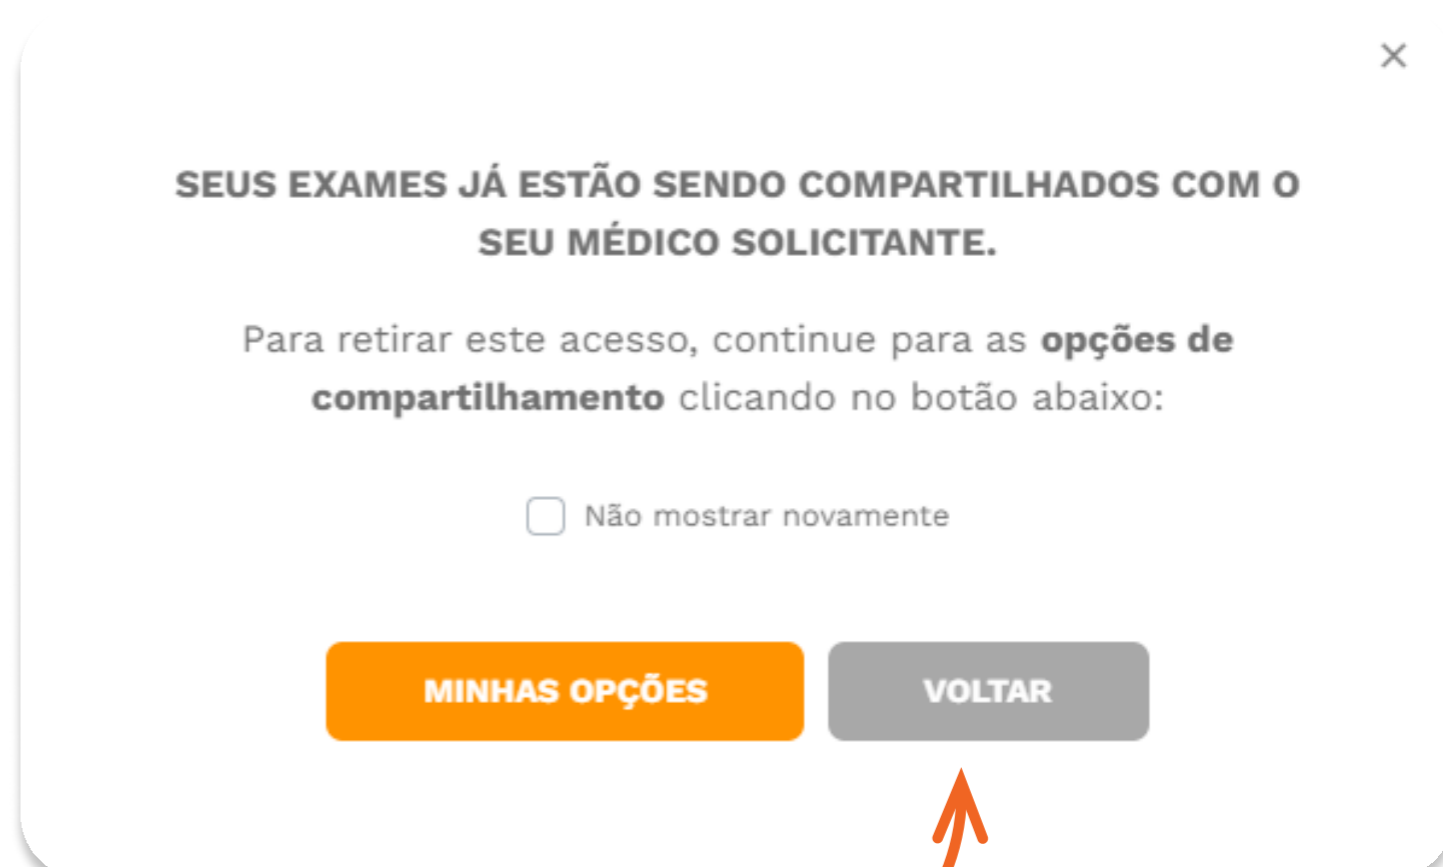 SEUS EXAMES JÁ ESTÃO SENDO COMPARTILHADOS COM O
SEU MÉDICO SOLICITANTE.
Para retirar este acesso, continue para as opções de
compartilhamento clicando no botão abaixo:
Não mostrar novamente
MINHAS OPÇÕES
VOLTAR